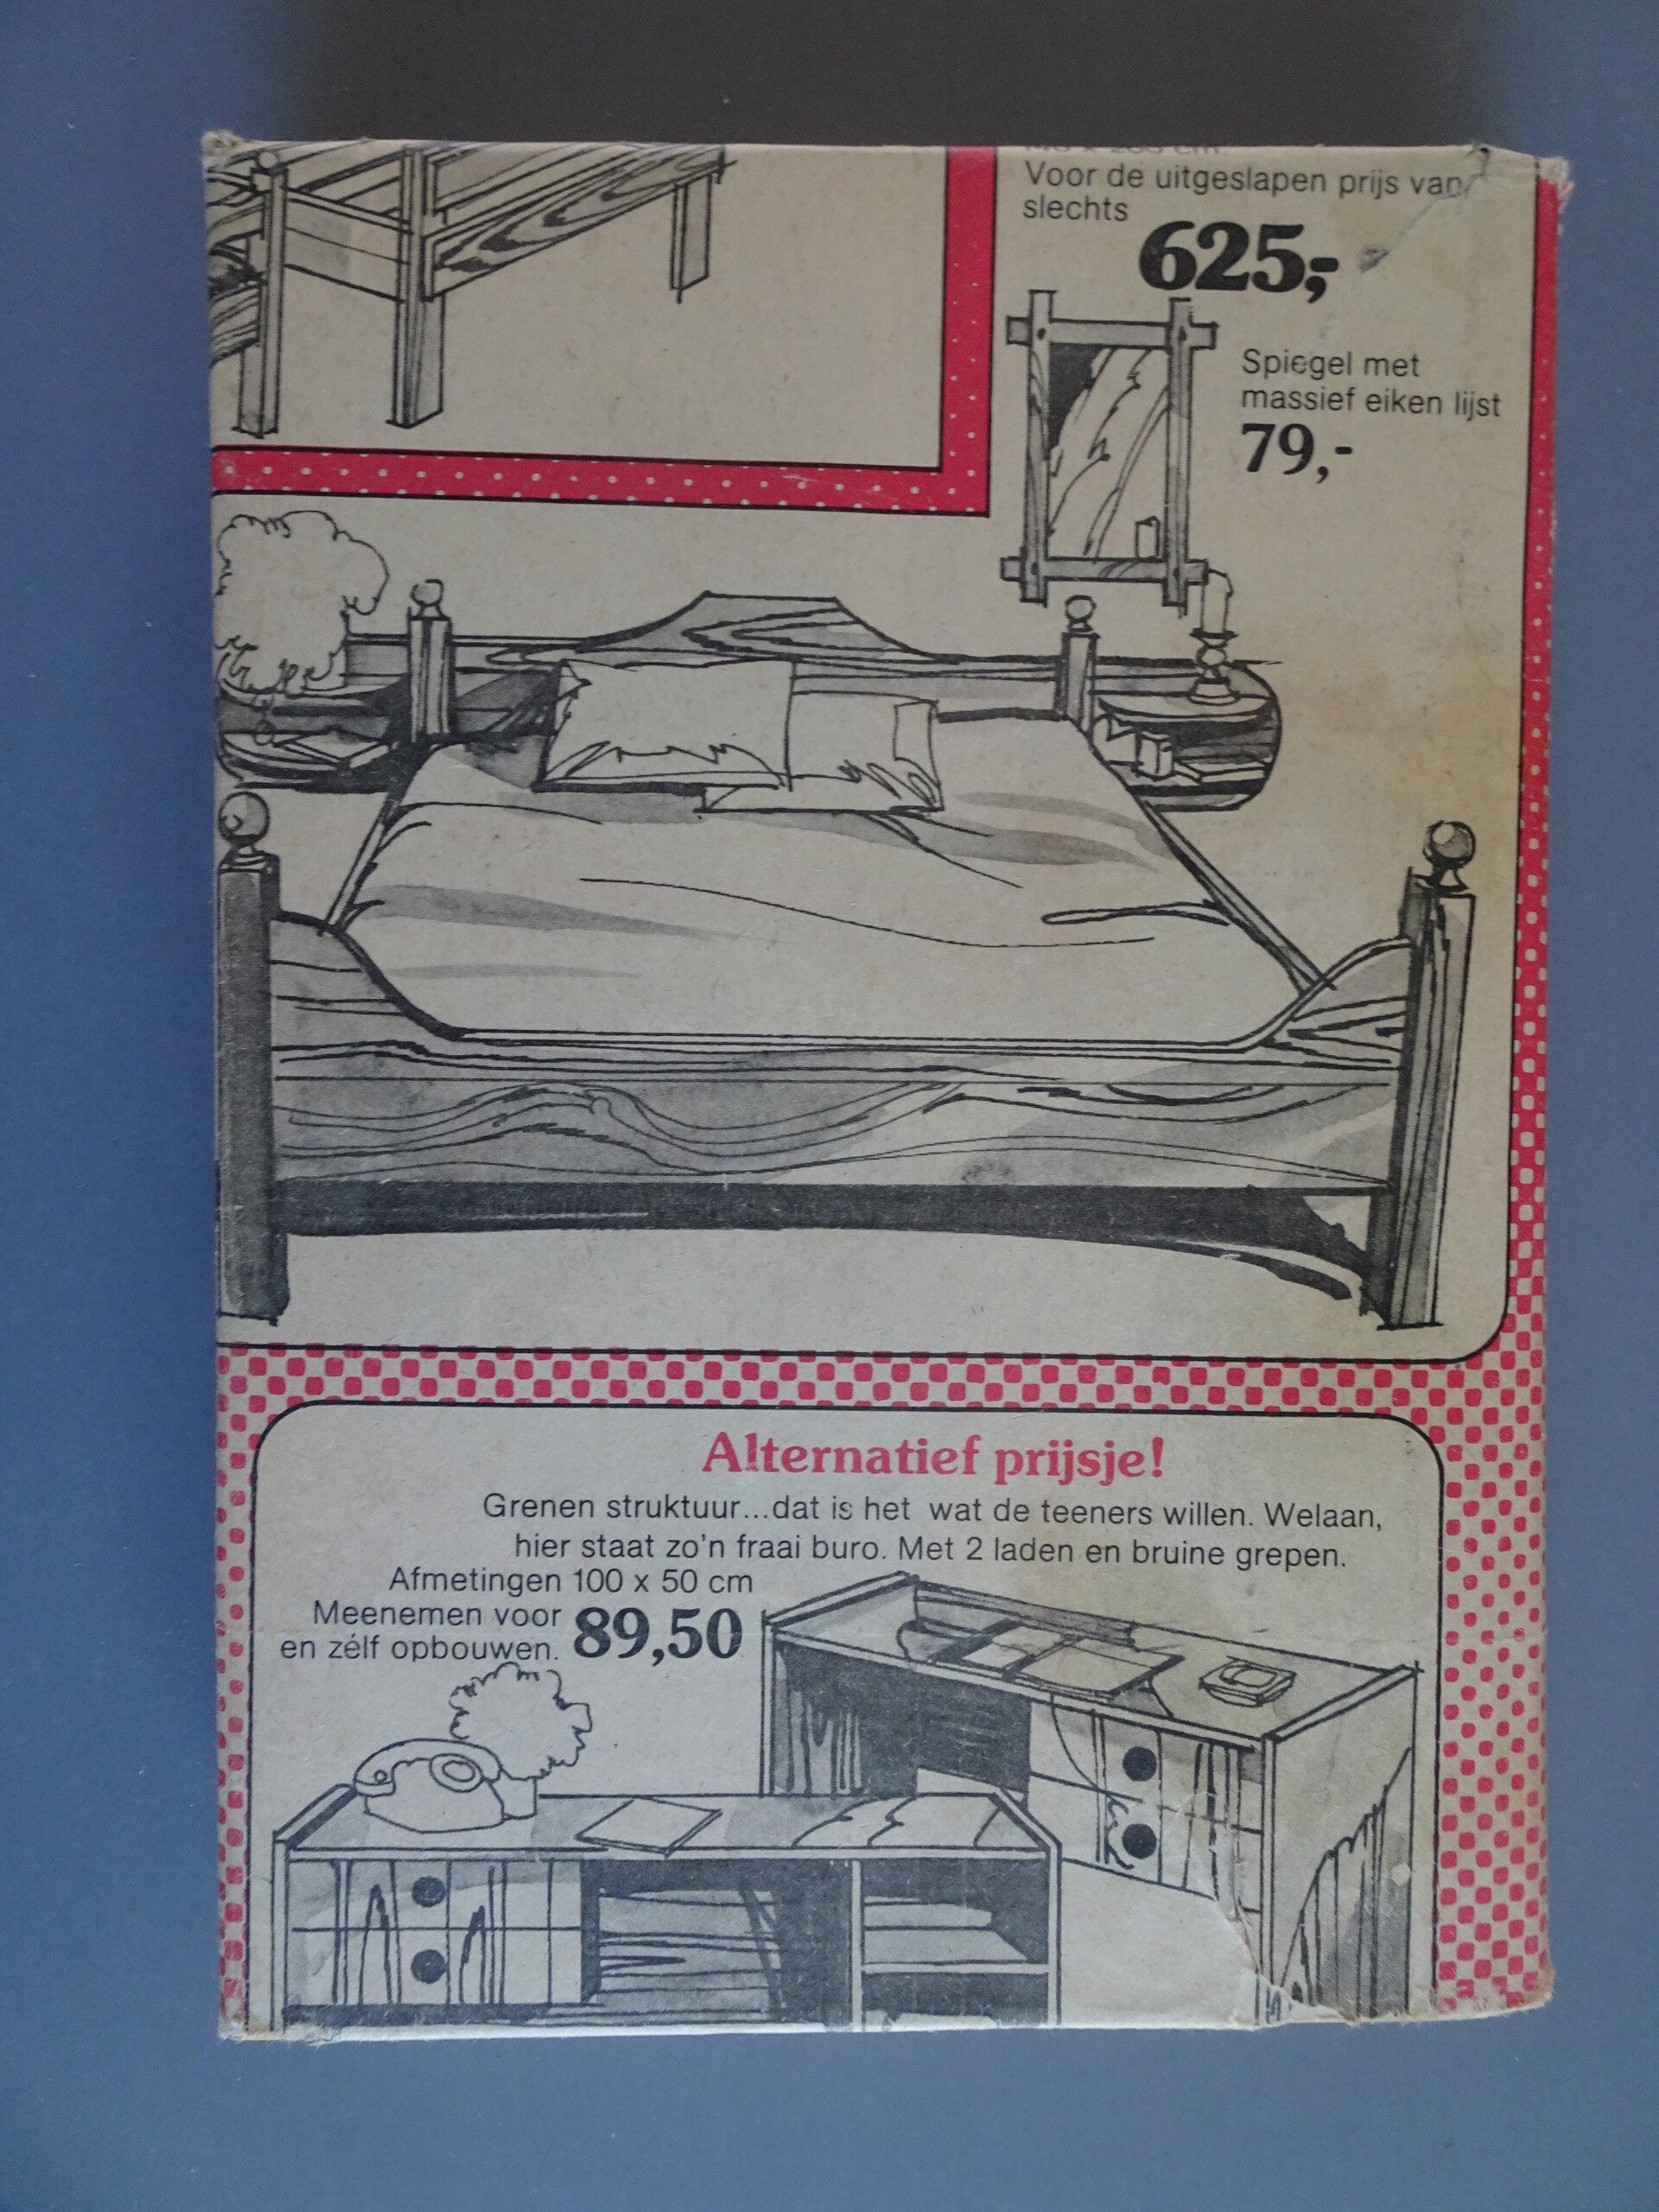 Voor de uitgeslapen prijs van
slechts
625,-
Spiegel met
massief eiken lijst
79,-
Alternatief prijsje!
Grenen struktuur...dat is het wat de teeners willen. Welaan,
hier staat zo'n fraai buro. Met 2 laden en bruine grepen.
Afmetingen 100 x 50 cm
Meenemen voor
en zélf opbouwen. 89,50